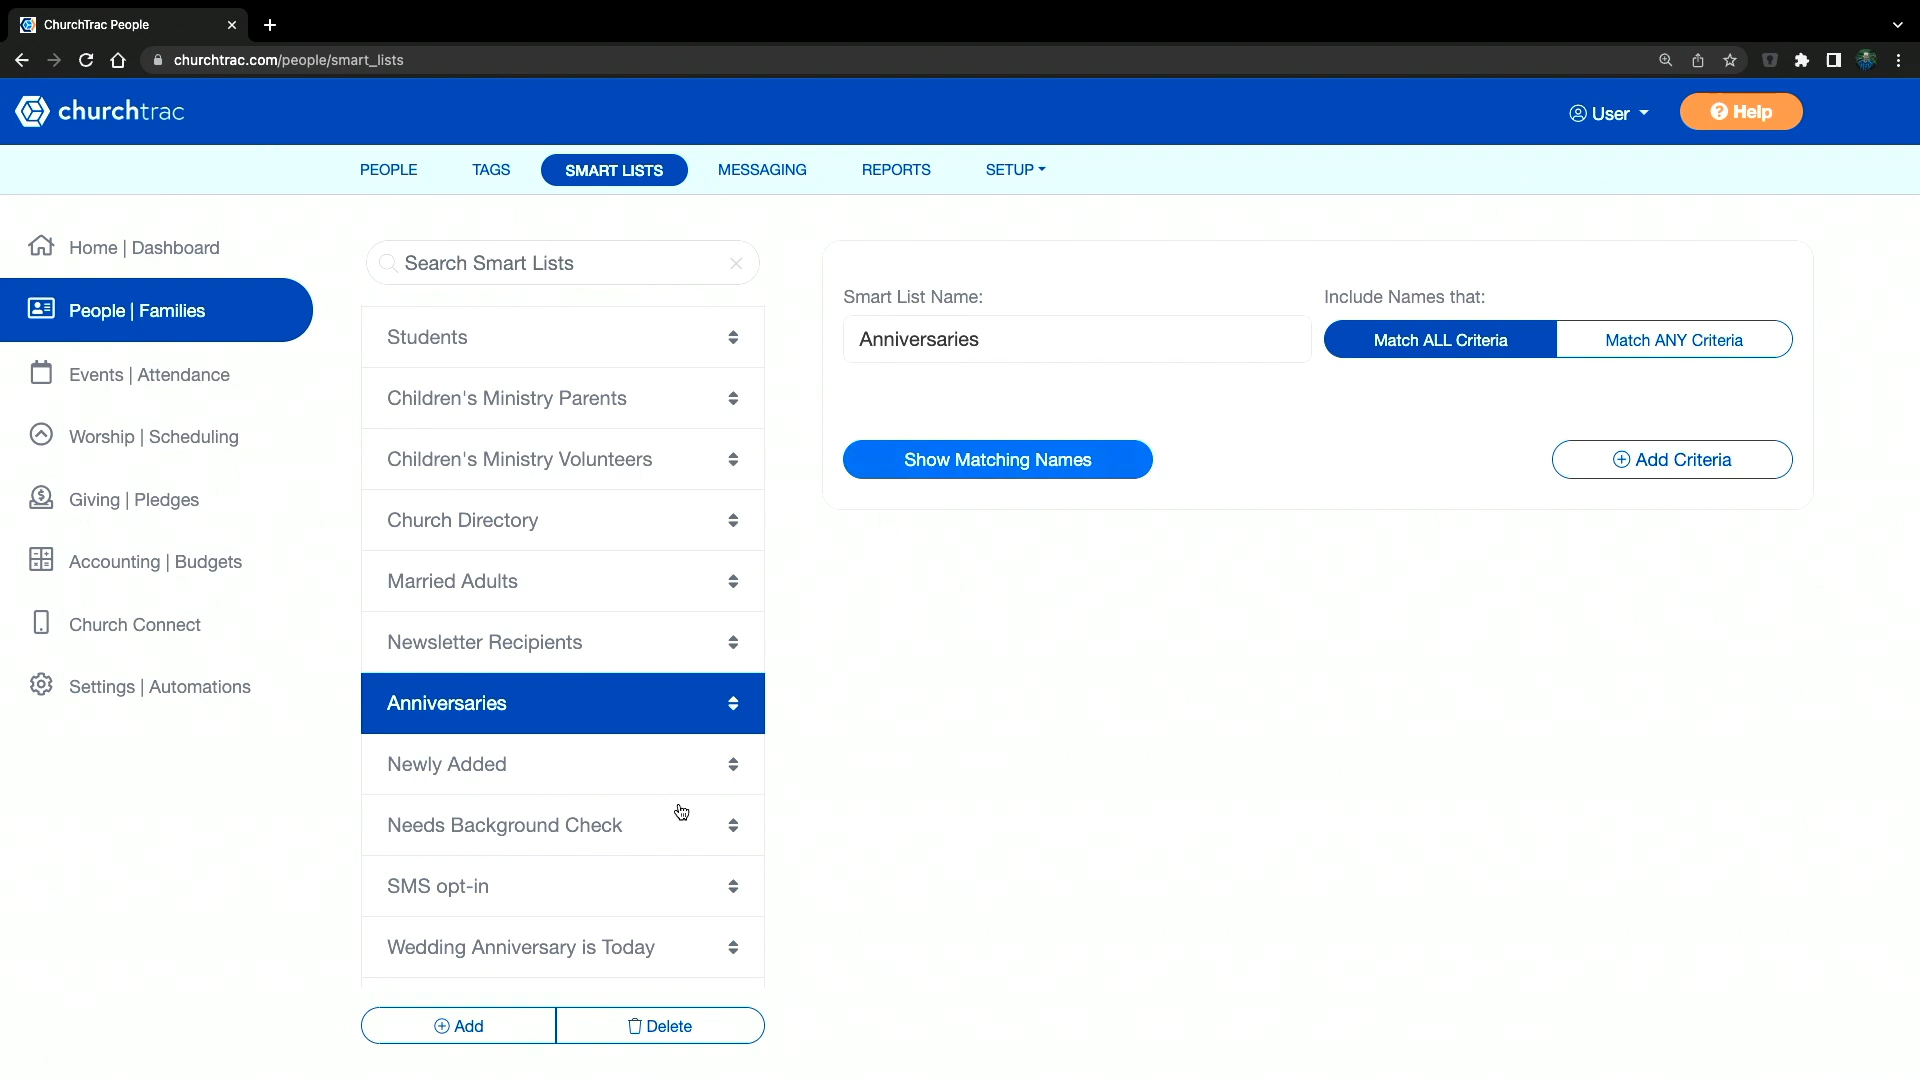 ChurchTrac People
churchtrac.com/people/smart_lists
churchtrac
User
Help
PEOPLE
TAGS
SMART LISTS
MESSAGING
REPORTS
SETUP
Home | Dashboard
People | Families
Events | Attendance
Worship | Scheduling
Giving | Pledges
Accounting | Budgets
Church Connect
Settings | Automations
Search Smart Lists
Students
Children's Ministry Parents
Children's Ministry Volunteers
Church Directory
Married Adults
Newsletter Recipients
Anniversaries
Newly Added
Needs Background Check
SMS opt-in
Wedding Anniversary is Today
Add
Delete
Smart List Name:
Anniversaries
Include Names that:
Match ALL Criteria
Match ANY Criteria
Show Matching Names
Add Criteria